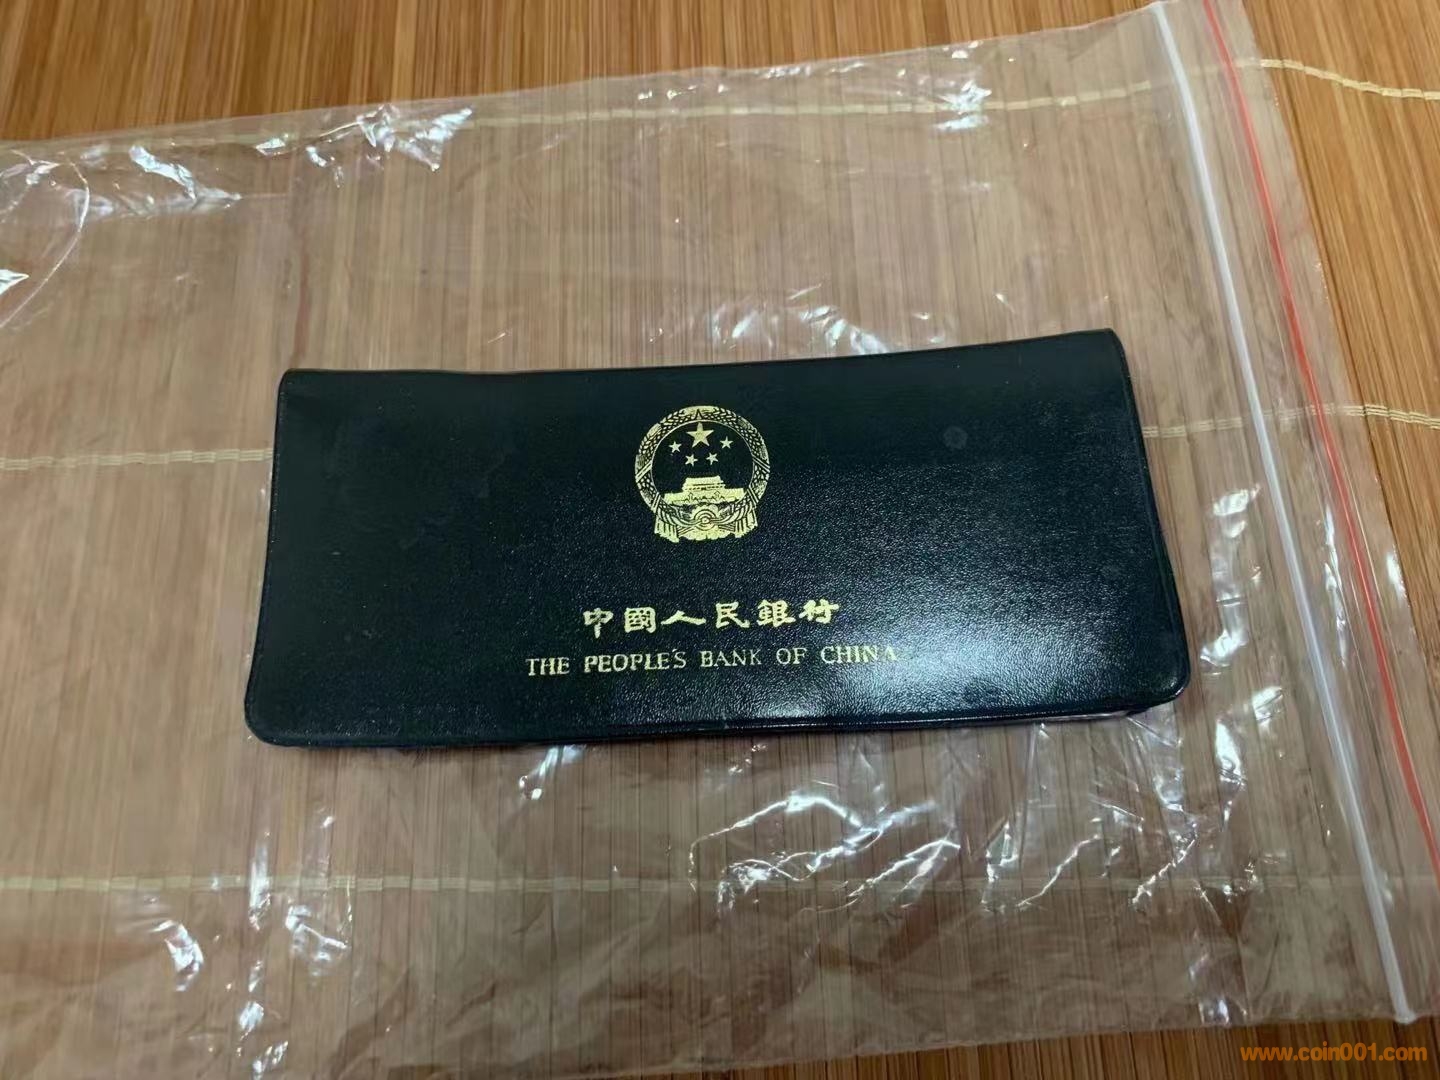 中國人民銀行
THE PEOPLE'S BANK OF CHINA
www.coin001.com